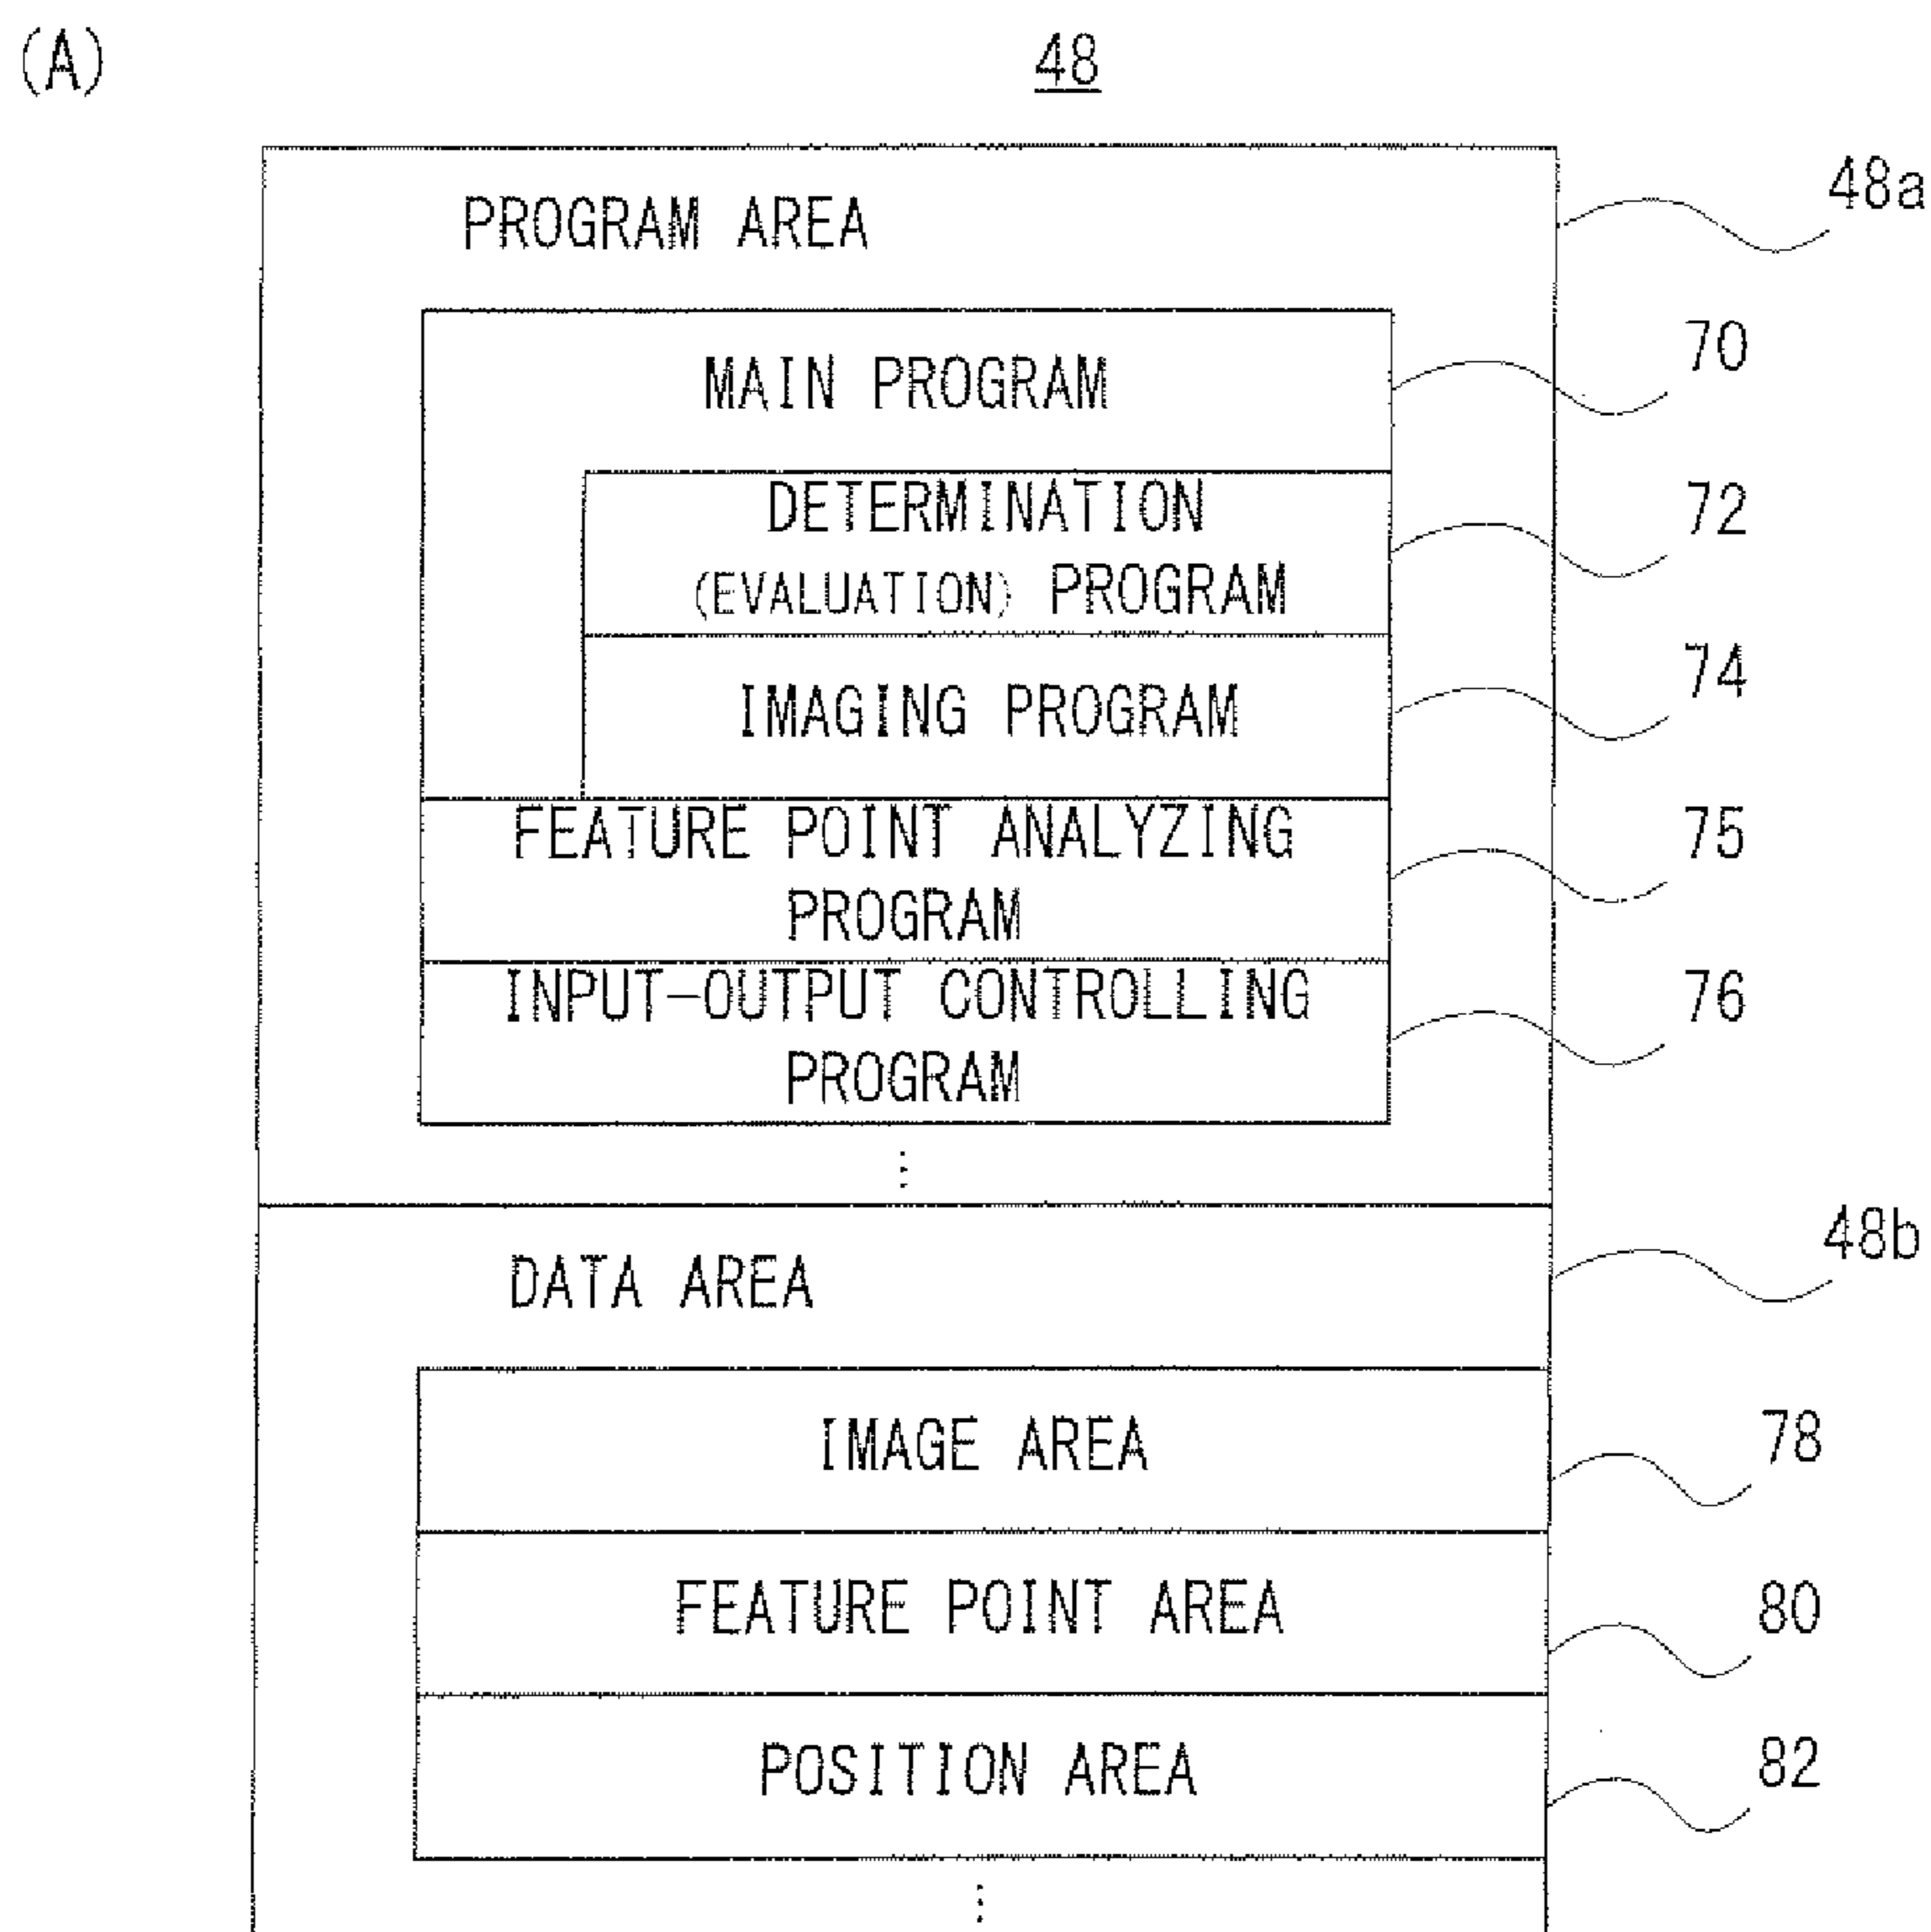 (A)
48
PROGRAM AREA
48a
MAIN PROGRAM
70
DETERMINATION
(EVALUATION) PROGRAM
72
IMAGING PROGRAM
74
FEATURE POINT ANALYZING
PROGRAM
75
INPUT-OUTPUT CONTROLLING
PROGRAM
76
DATA AREA
48b
IMAGE AREA
78
FEATURE POINT AREA
80
POSITION AREA
82